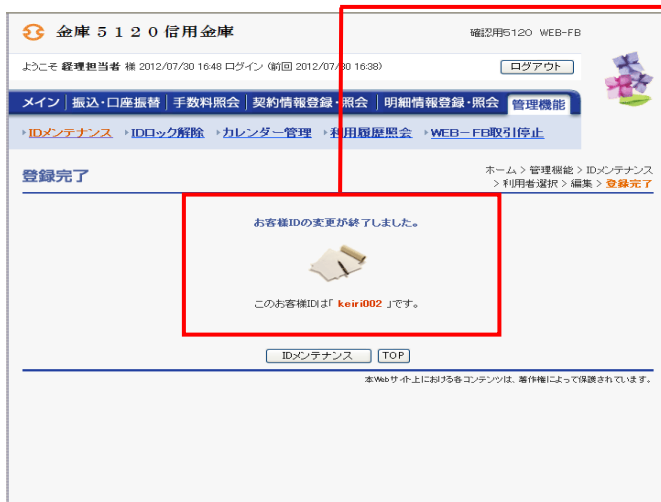 金庫５１２０信用金庫
確認用5120 WEB-FB
ようこそ 経理担当者 様 2012/07/30 16:48 ログイン (前回 2012/07/30 16:38)
ログアウト
メイン 振込・口座振替 手数料照会 契約情報登録・照会 明細情報登録・照会 管理機能
IDメンテナンス IDロック解除 カレンダー管理 利用履歴照会 WEB－FB取引停止
登録完了
ホーム > 管理機能 > IDメンテナンス
> 利用者選択 > 編集 > 登録完了
お客様IDの変更が終了しました。
このお客様IDは「 keiri002 」です。
IDメンテナンス TOP
本Webサイト上における各コンテンツは、著作権によって保護されています。